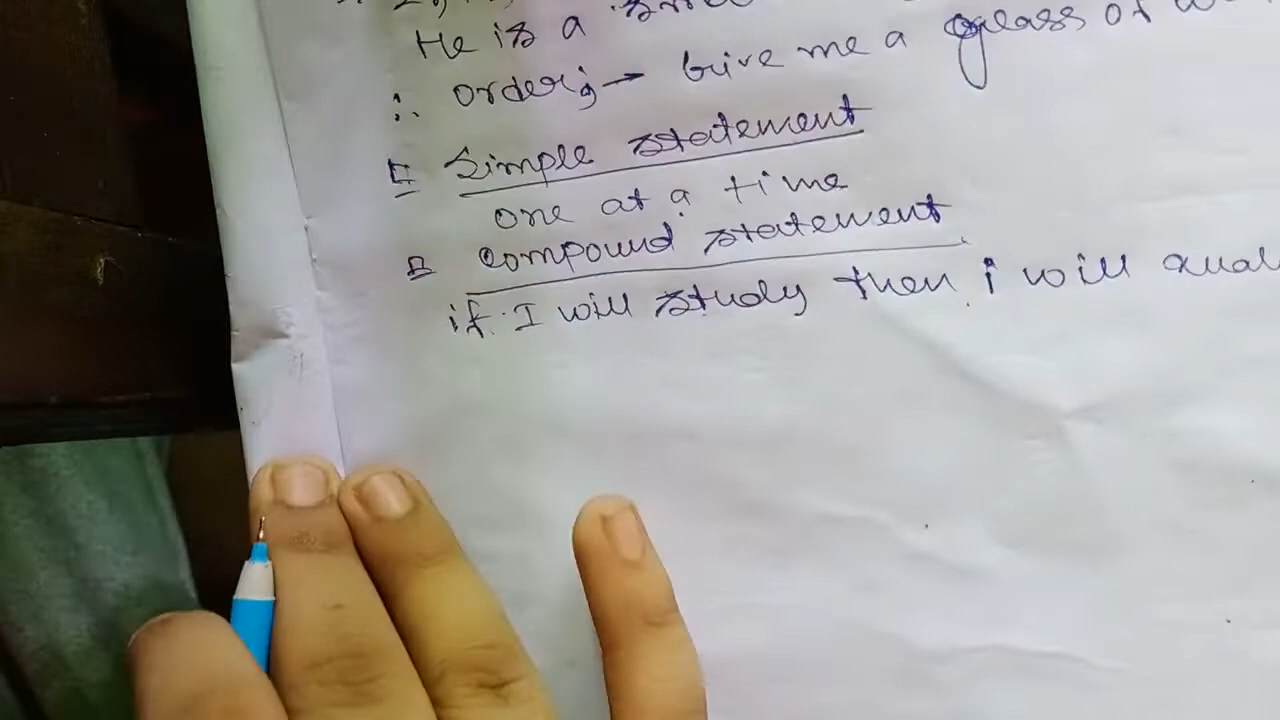 He is a
∴ order; → Give me a glass of
Simple statement
one at a time
compound statement
if I will study then i will